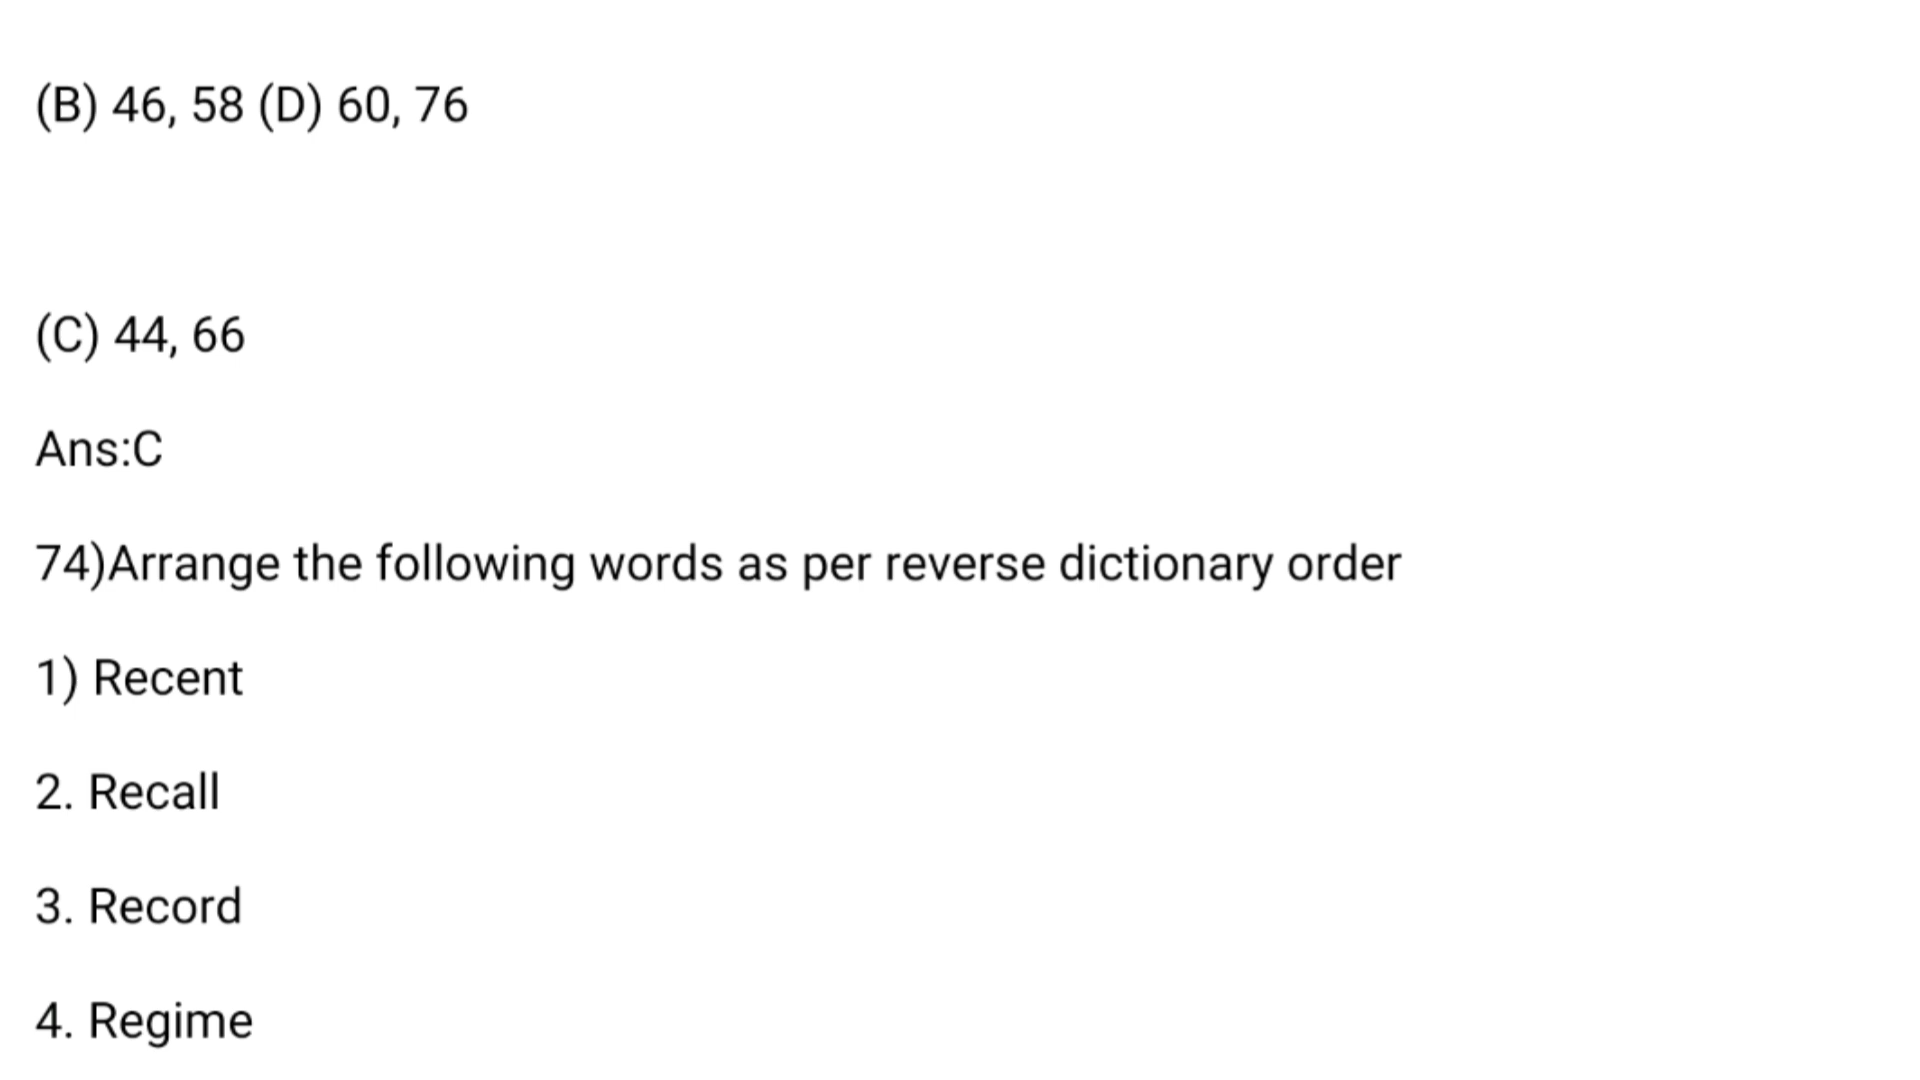 (B) 46, 58 (D) 60, 76
(C) 44, 66
Ans:C
74)Arrange the following words as per reverse dictionary order
1) Recent
2. Recall
3. Record
4. Regime